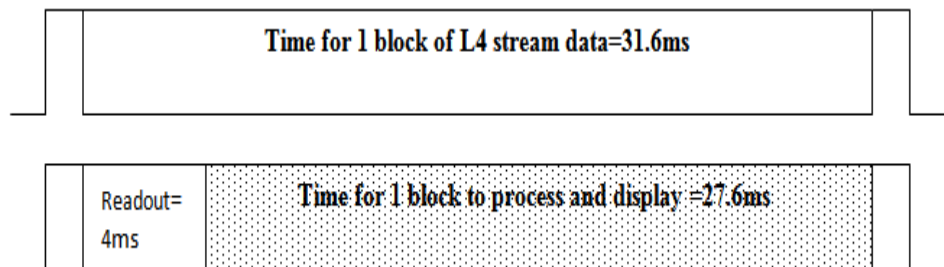 Time for 1 block of L4 stream data=31.6ms
Readout=
4ms
Time for 1 block to process and display =27.6ms